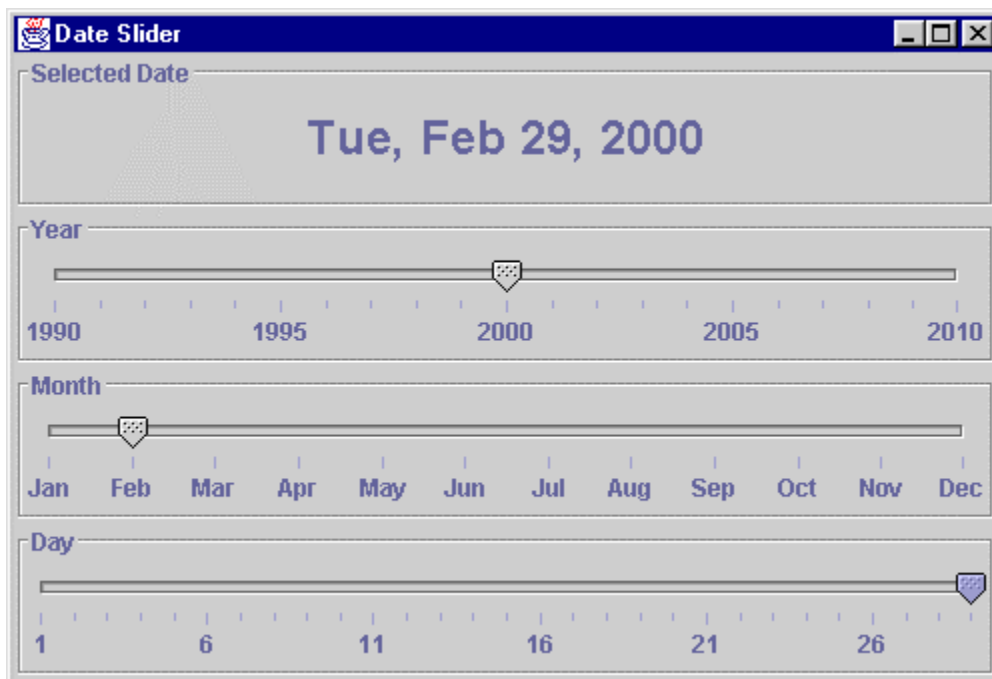 Date Slider
Selected Date
Tue, Feb 29, 2000
Year
1990 1995 2000 2005 2010
Month
Jan Feb Mar Apr May Jun Jul Aug Sep Oct Nov Dec
Day
1 6 11 16 21 26